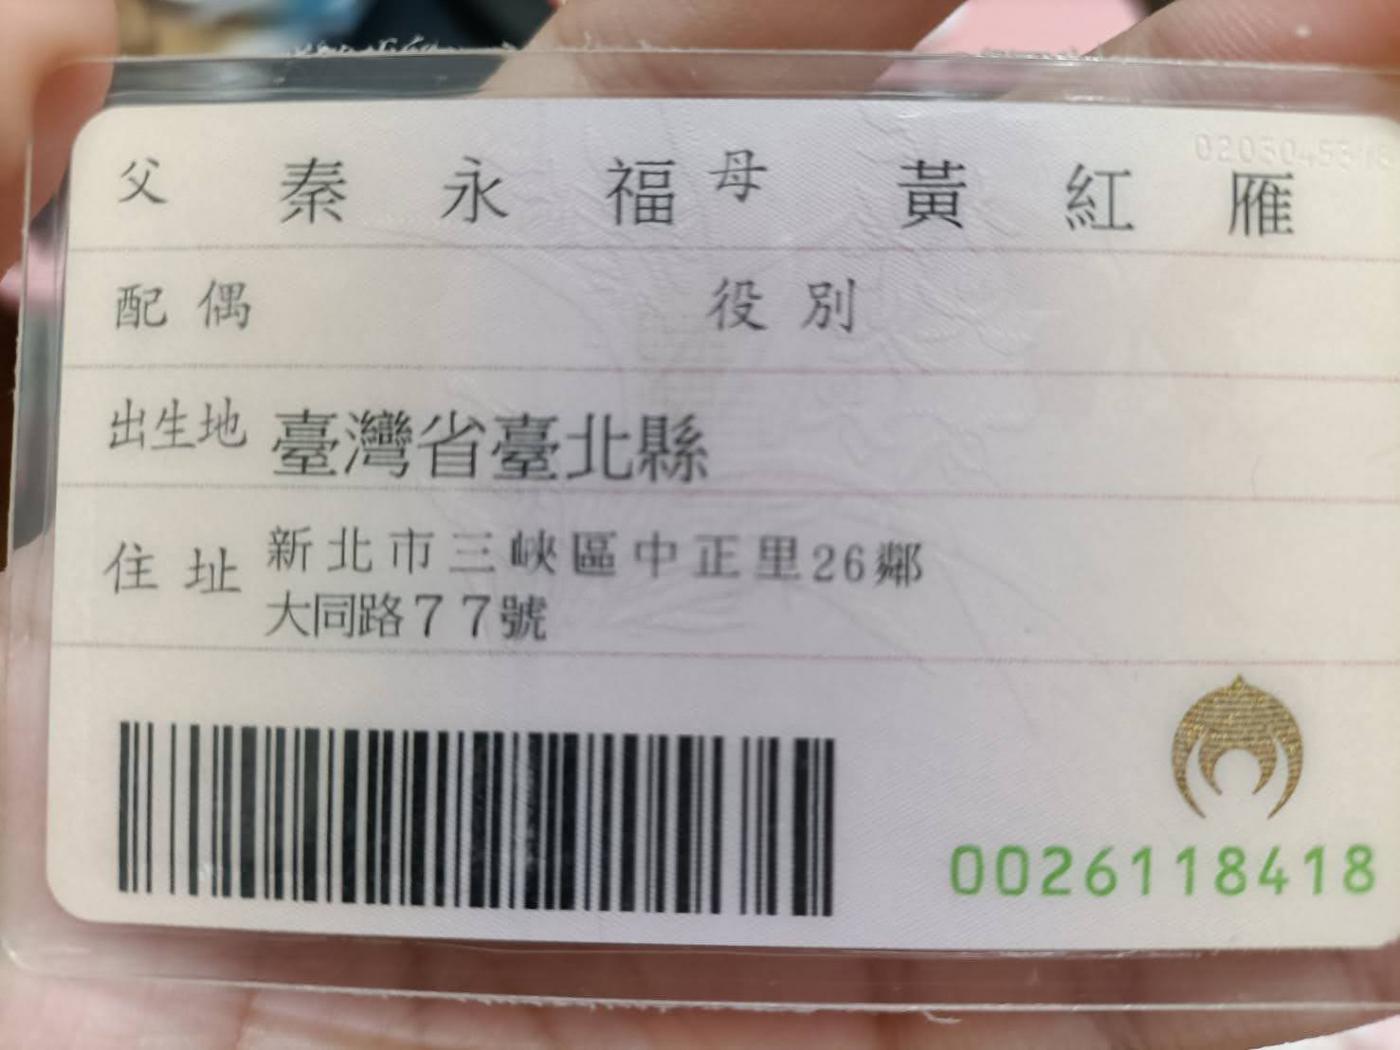 父 秦永福 母 黃紅雁
配偶 役別
出生地 臺灣省臺北縣
住址 新北市三峽區中正里26鄰
大同路77號
0026118418